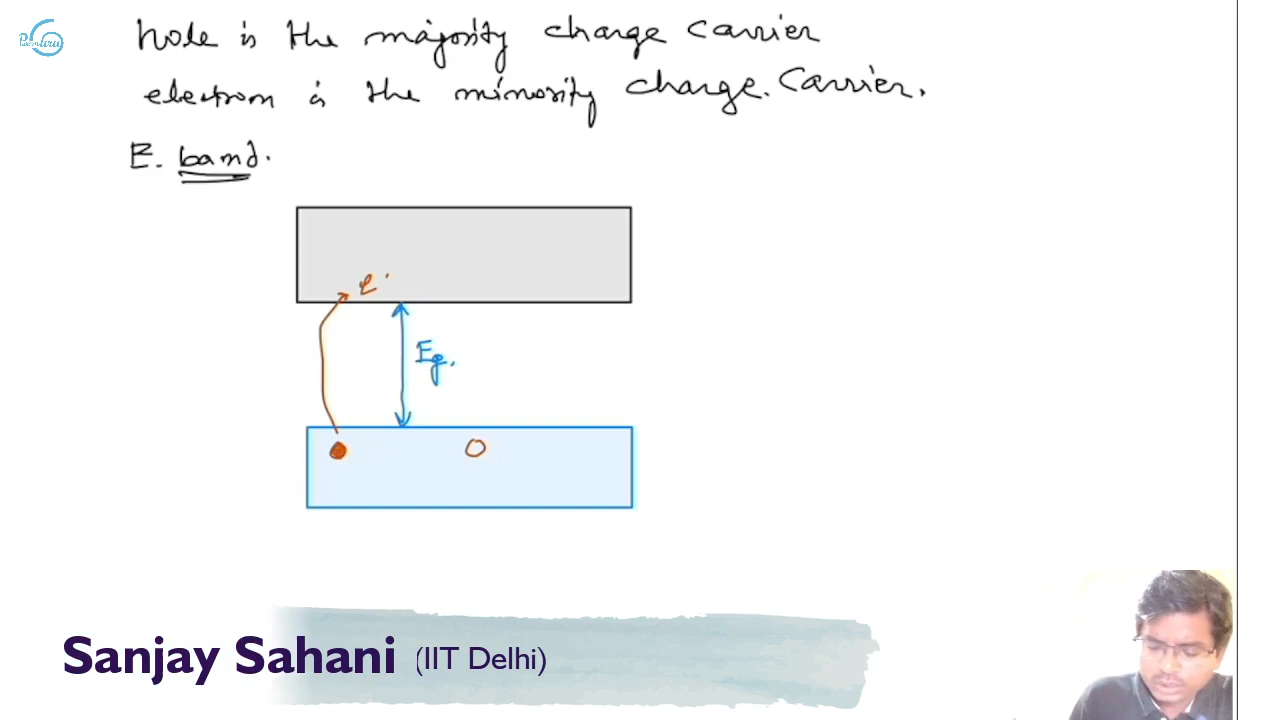 hole is the majority charge carrier
electron is the minority charge. Carrier.
E. band.
e
Eg.
Sanjay Sahani (IIT Delhi)